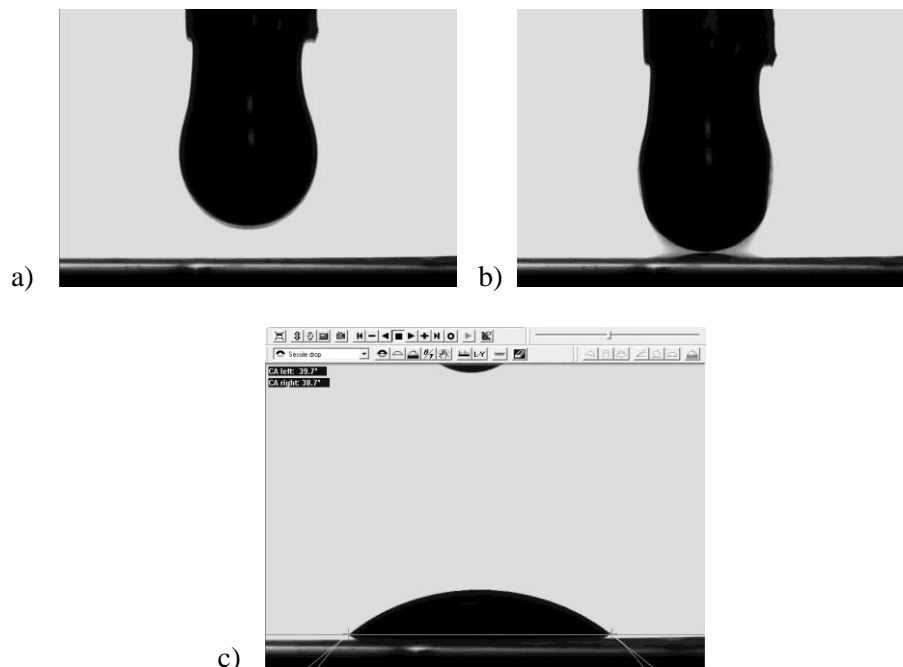 a)
b)
Sessile drop
L-Y
CA left: 39.7°
CA right: 38.7°
c)